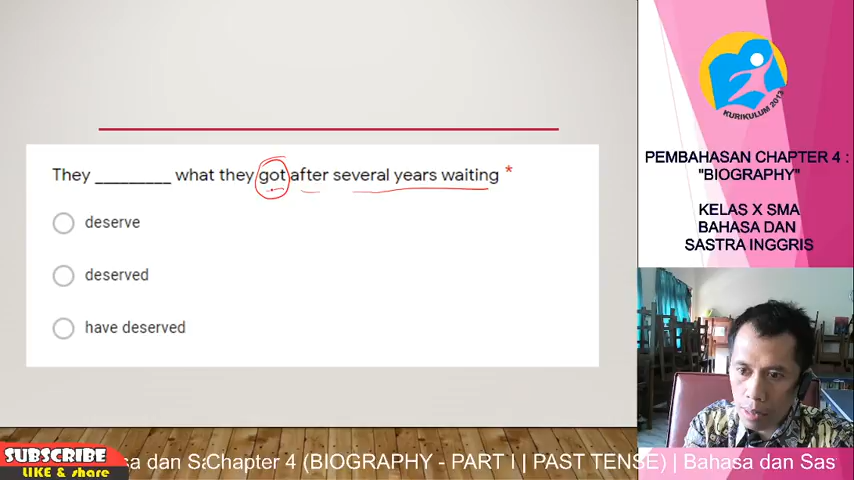 They _________ what they got after several years waiting *
deserve
deserved
have deserved
KURIKULUM 2013
PEMBAHASAN CHAPTER 4 :
"BIOGRAPHY"
KELAS X SMA
BAHASA DAN
SASTRA INGGRIS
SUBSCRIBE
LIKE & share
sa dan Sa
Chapter 4 (BIOGRAPHY - PART I | PAST TENSE) | Bahasa dan Sas